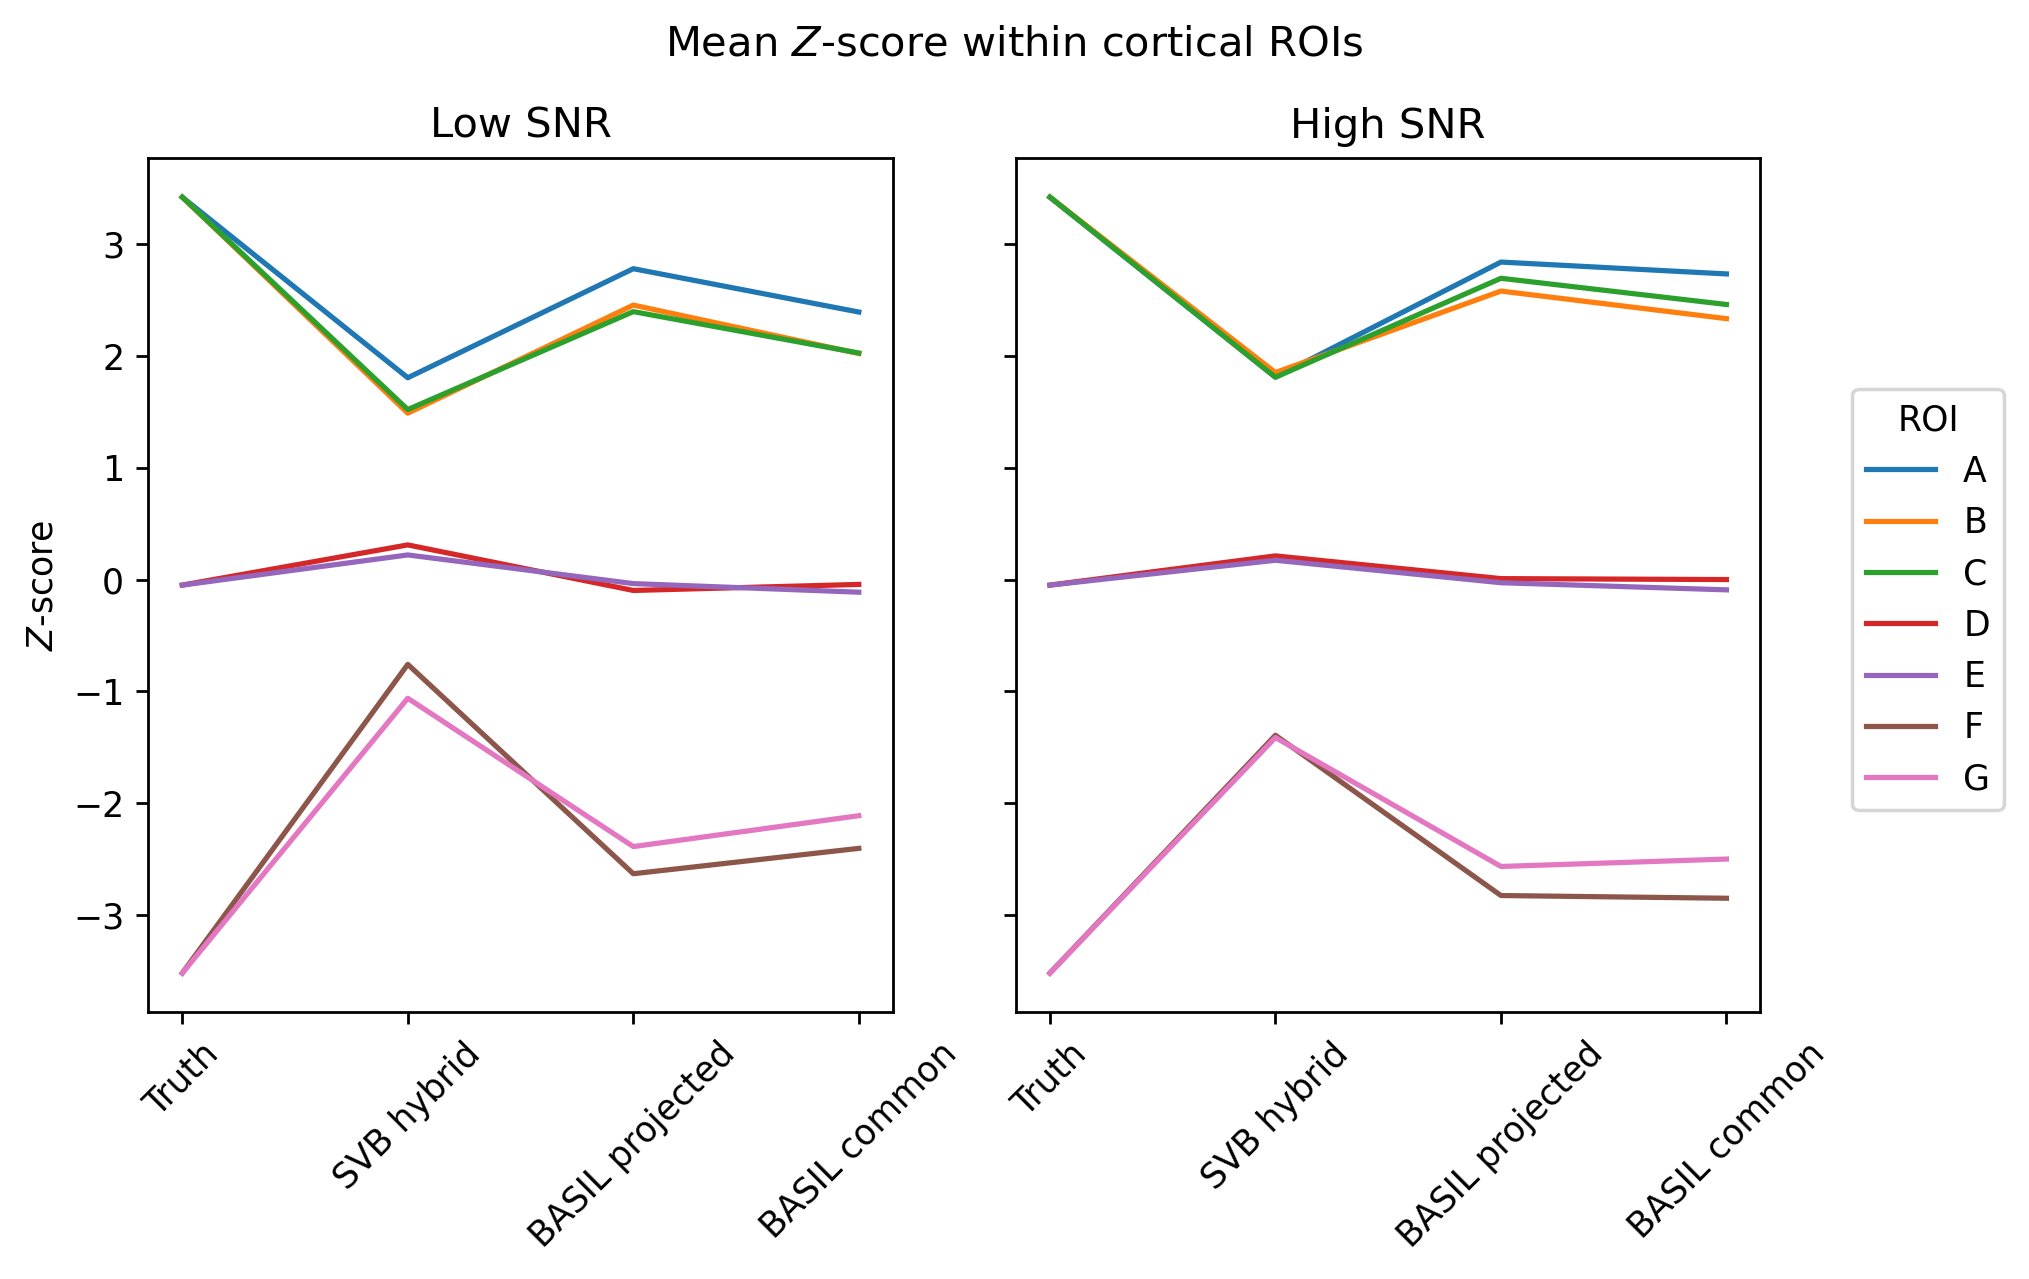 Mean Z-score within cortical ROIs
Low SNR
High SNR
Z-score
3
2
1
0
−1
−2
−3
Truth
SVB hybrid
BASIL projected
BASIL common
Truth
SVB hybrid
BASIL projected
BASIL common
ROI
A
B
C
D
E
F
G